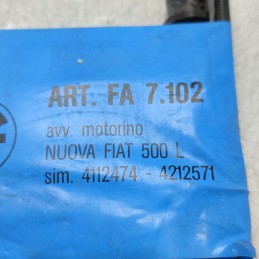 ART. FA 7.102
avv. motorino
NUOVA FIAT 500 L
sim. 4112474 - 4212571